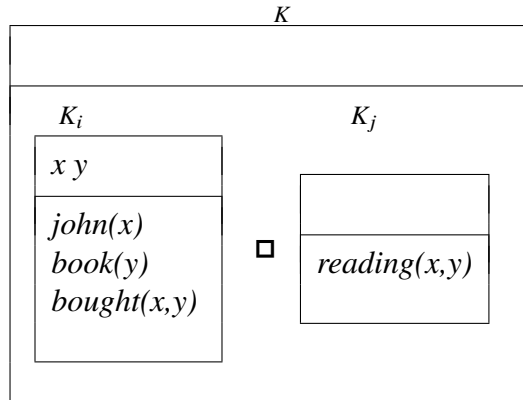 K
K_i
K_j
x y
john(x)
book(y)
bought(x,y)
□
reading(x,y)